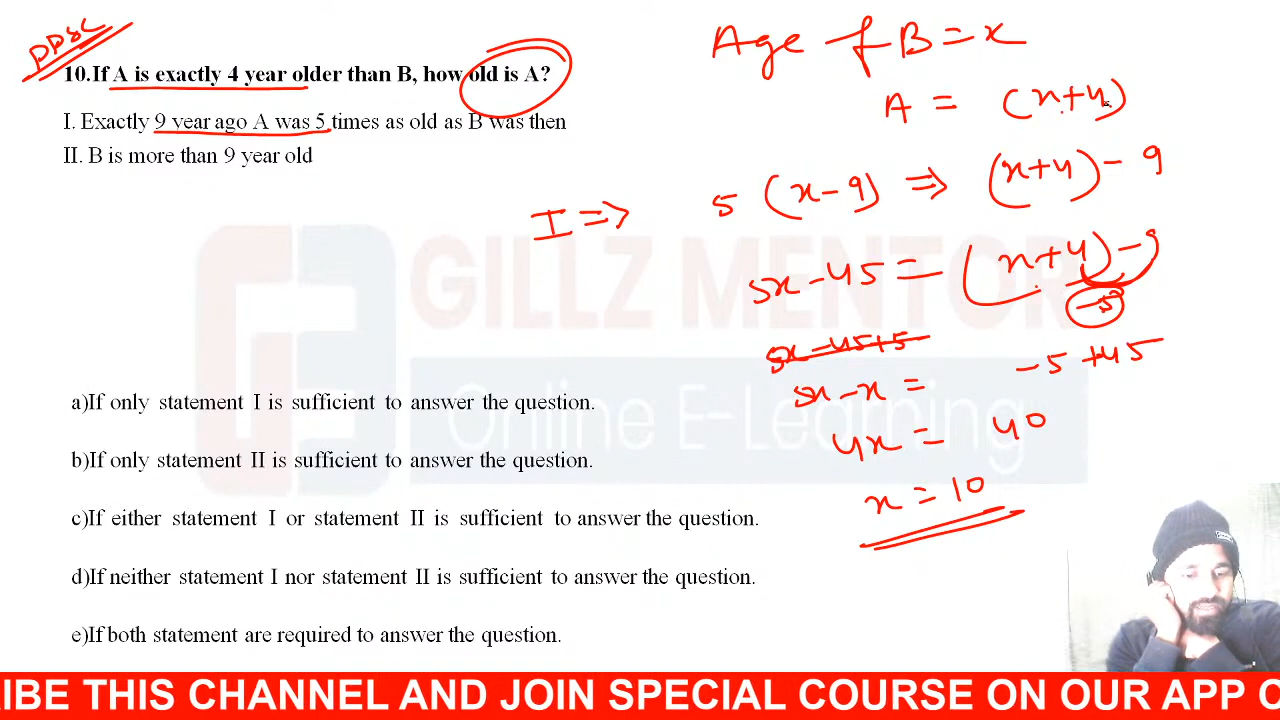 PPSC
10.If A is exactly 4 year older than B, how old is A?
I. Exactly 9 year ago A was 5 times as old as B was then
II. B is more than 9 year old
Age of B = x
A = (x+4)
I => 5 (x-9) => (x+4) - 9
5x - 45 = (x+4) - 9
-5
5x - 45+5
5x - x = -5 +45
4x = 40
x = 10
GILLZ MENTOR
Online E-Learning
a)If only statement I is sufficient to answer the question.
b)If only statement II is sufficient to answer the question.
c)If either statement I or statement II is sufficient to answer the question.
d)If neither statement I nor statement II is sufficient to answer the question.
e)If both statement are required to answer the question.
IBE THIS CHANNEL AND JOIN SPECIAL COURSE ON OUR APP